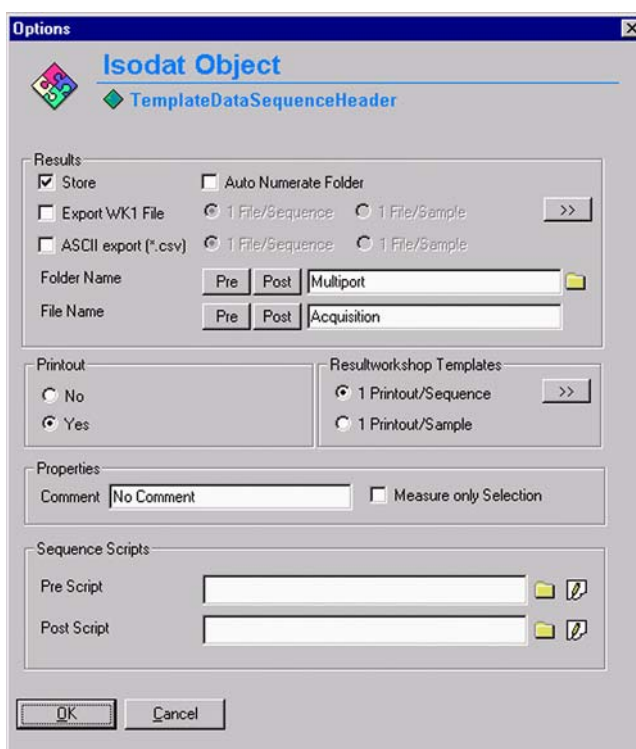 Options
Isodat Object
TemplateDataSequenceHeader
Results
Store
Auto Numerate Folder
Export WK1 File
1 File/Sequence
1 File/Sample
>>
ASCII export (*.csv)
1 File/Sequence
1 File/Sample
Folder Name
Pre
Post
Multiport
File Name
Pre
Post
Acquisition
Printout
No
Yes
Resultworkshop Templates
1 Printout/Sequence
>>
1 Printout/Sample
Properties
Comment
No Comment
Measure only Selection
Sequence Scripts
Pre Script
Post Script
OK
Cancel